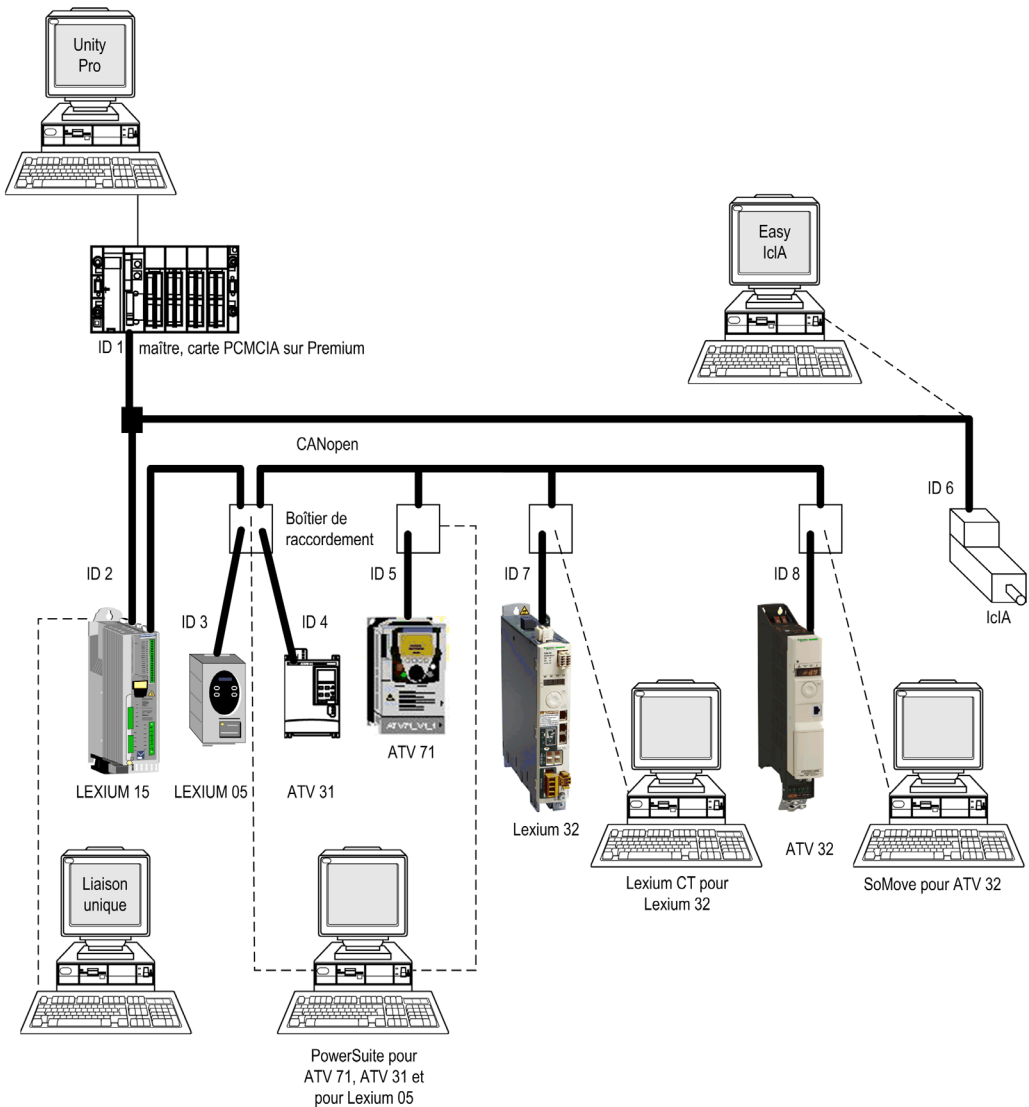 Unity
Pro
Easy
IclA
ID 1 maître, carte PCMCIA sur Premium
CANopen
ID 6
Boîtier de
raccordement
ID 2
ID 5
ID 7
ID 8
ID 3
ID 4
IclA
ATV71_V1_1
ATV 71
LEXIUM 15
LEXIUM 05
ATV 31
Lexium 32
ATV 32
Lexium CT pour
Lexium 32
SoMove pour ATV 32
Liaison
unique
PowerSuite pour
ATV 71, ATV 31 et
pour Lexium 05